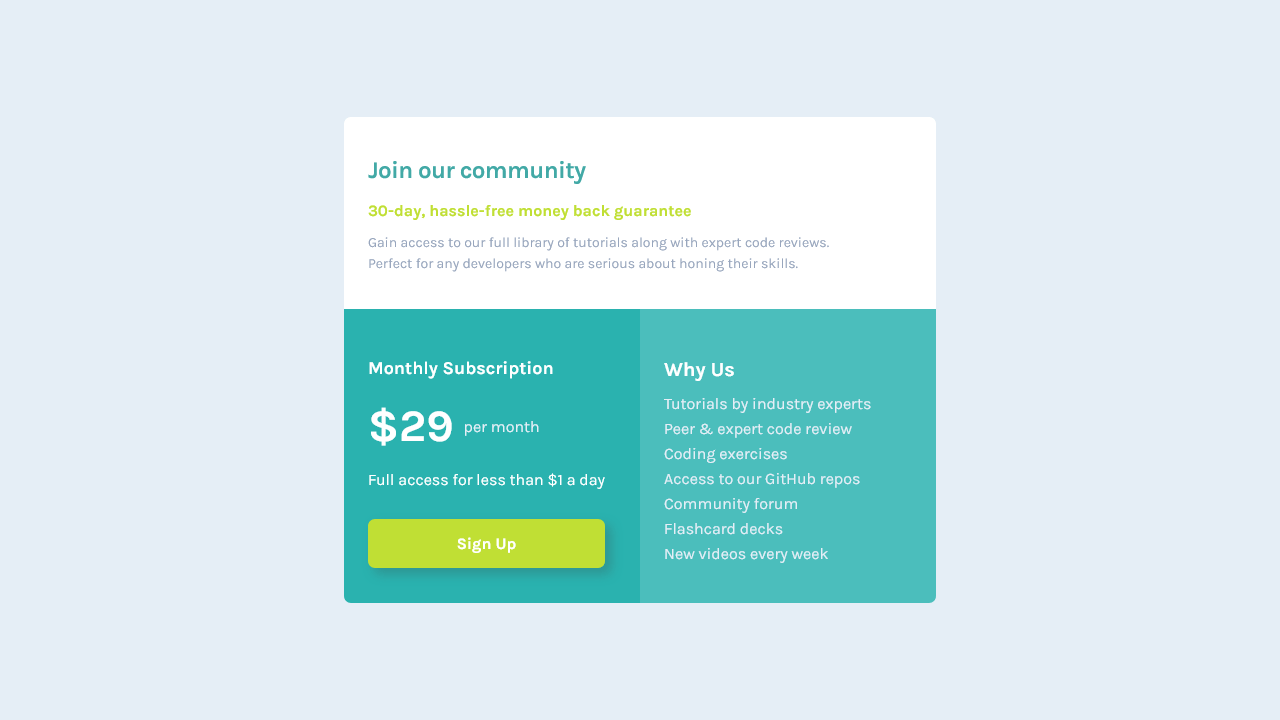 Join our community
30-day, hassle-free money back guarantee
Gain access to our full library of tutorials along with expert code reviews.
Perfect for any developers who are serious about honing their skills.
Monthly Subscription
$29 per month
Full access for less than $1 a day
Sign Up
Why Us
Tutorials by industry experts
Peer & expert code review
Coding exercises
Access to our GitHub repos
Community forum
Flashcard decks
New videos every week